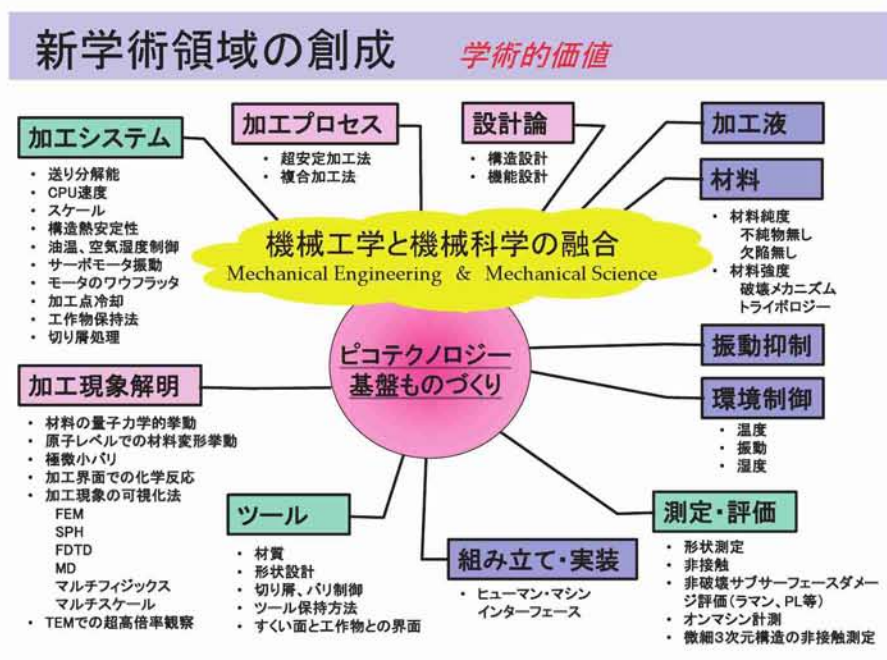 新学術領域の創成
学術的価値
加工システム
・ 送り分解能
・ CPU速度
・ スケール
・ 構造熱安定性
・ 油温、空気湿度制御
・ サーボモータ振動
・ モータのワウフラッタ
・ 加工点冷却
・ 工作物保持法
・ 切り屑処理
加工プロセス
・ 超安定加工法
・ 複合加工法
設計論
・ 構造設計
・ 機能設計
加工液
材料
・ 材料純度
不純物無し
欠陥無し
・ 材料強度
破壊メカニズム
トライボロジー
機械工学と機械科学の融合
Mechanical Engineering & Mechanical Science
ピコテクノロジー
基盤ものづくり
振動抑制
環境制御
・ 温度
・ 振動
・ 湿度
加工現象解明
・ 材料の量子力学的挙動
・ 原子レベルでの材料変形挙動
・ 極微小バリ
・ 加工界面での化学反応
・ 加工現象の可視化法
FEM
SPH
FDTD
MD
マルチフィジックス
マルチスケール
・ TEMでの超高倍率観察
ツール
・ 材質
・ 形状設計
・ 切り屑、バリ制御
・ ツール保持方法
・ すくい面と工作物との界面
組み立て・実装
・ ヒューマン・マシン
インターフェース
測定・評価
・ 形状測定
・ 非接触
・ 非破壊サブサーフェースダメ
ージ評価(ラマン、PL等)
・ オンマシン計測
・ 微細3次元構造の非接触測定